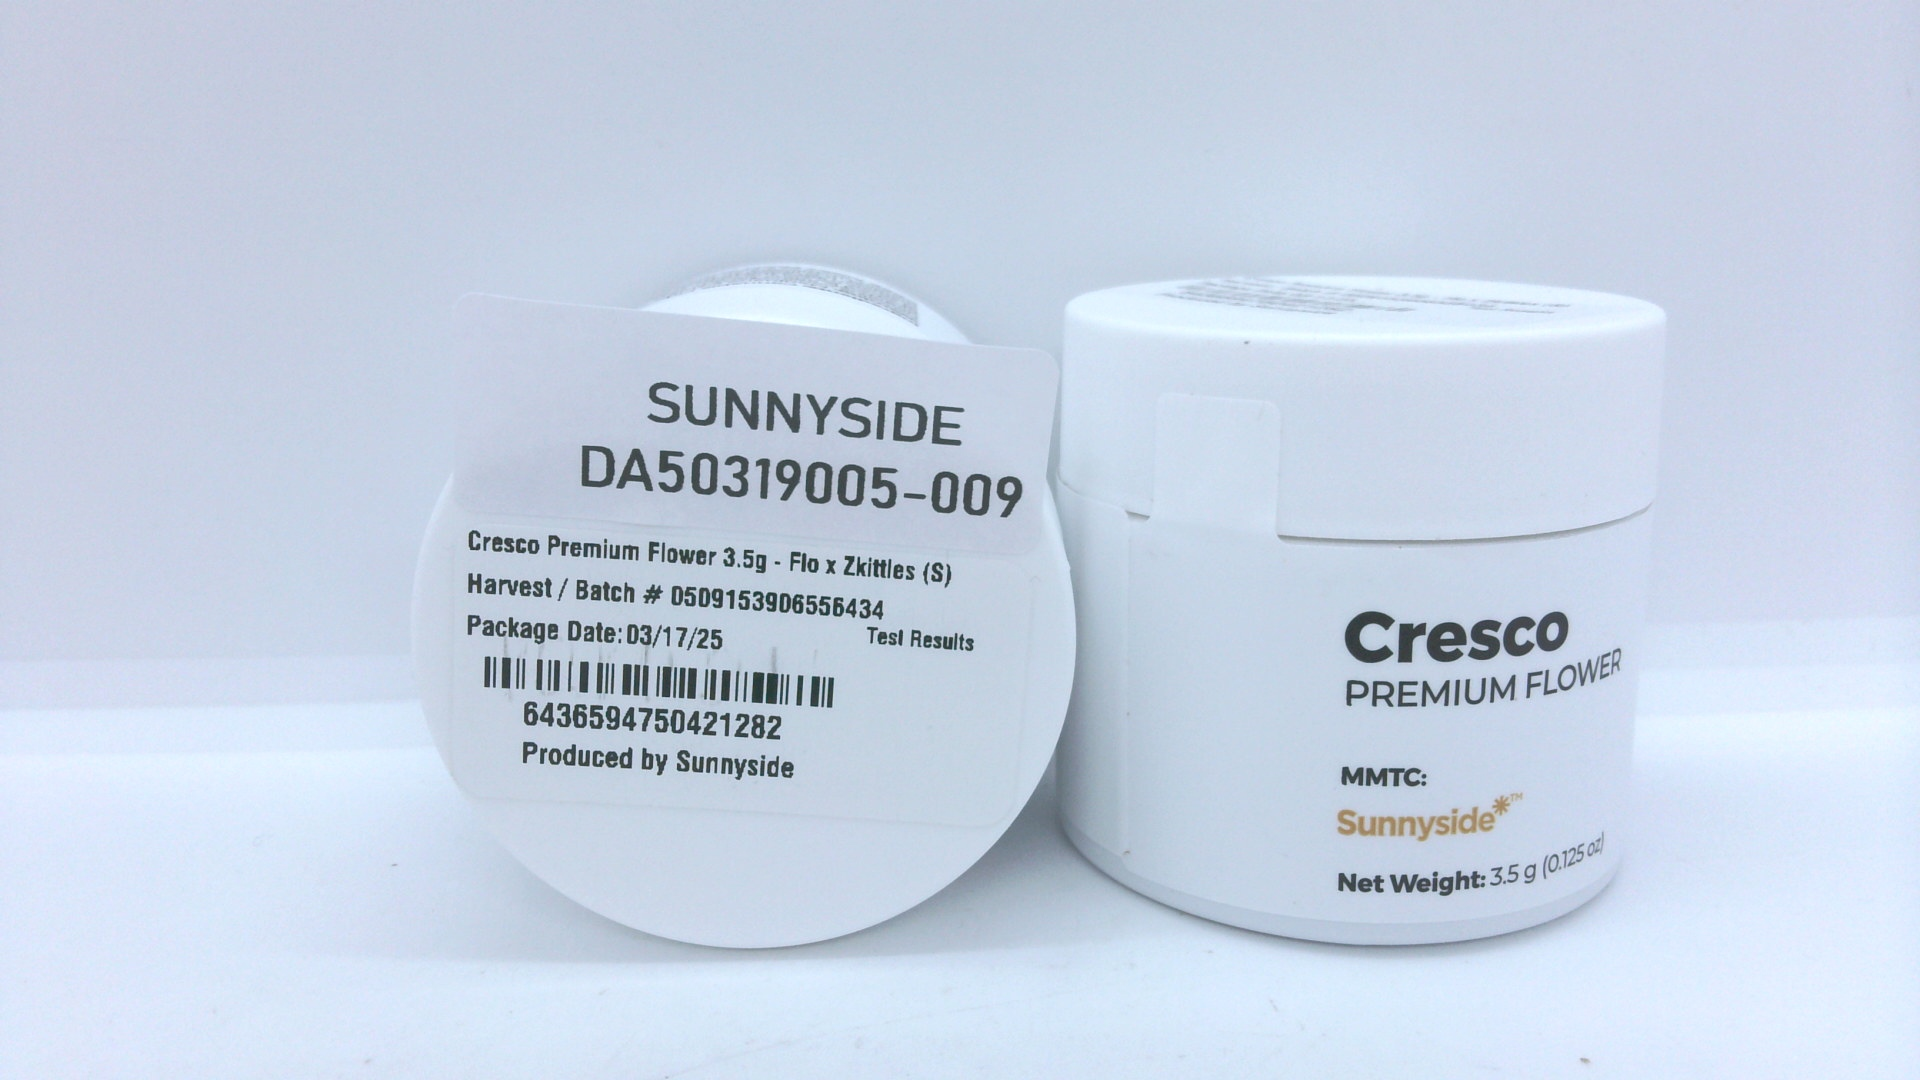 SUNNYSIDE
DA50319005-009
Cresco Premium Flower 3.5g - Flo x Zkittles (S)
Harvest / Batch # 0509153906556434
Package Date: 03/17/25
Test Results
6436594750421282
Produced by Sunnyside
Cresco
PREMIUM FLOWER
MMTC:
Sunnyside*™
Net Weight: 3.5 g (0.125 oz)